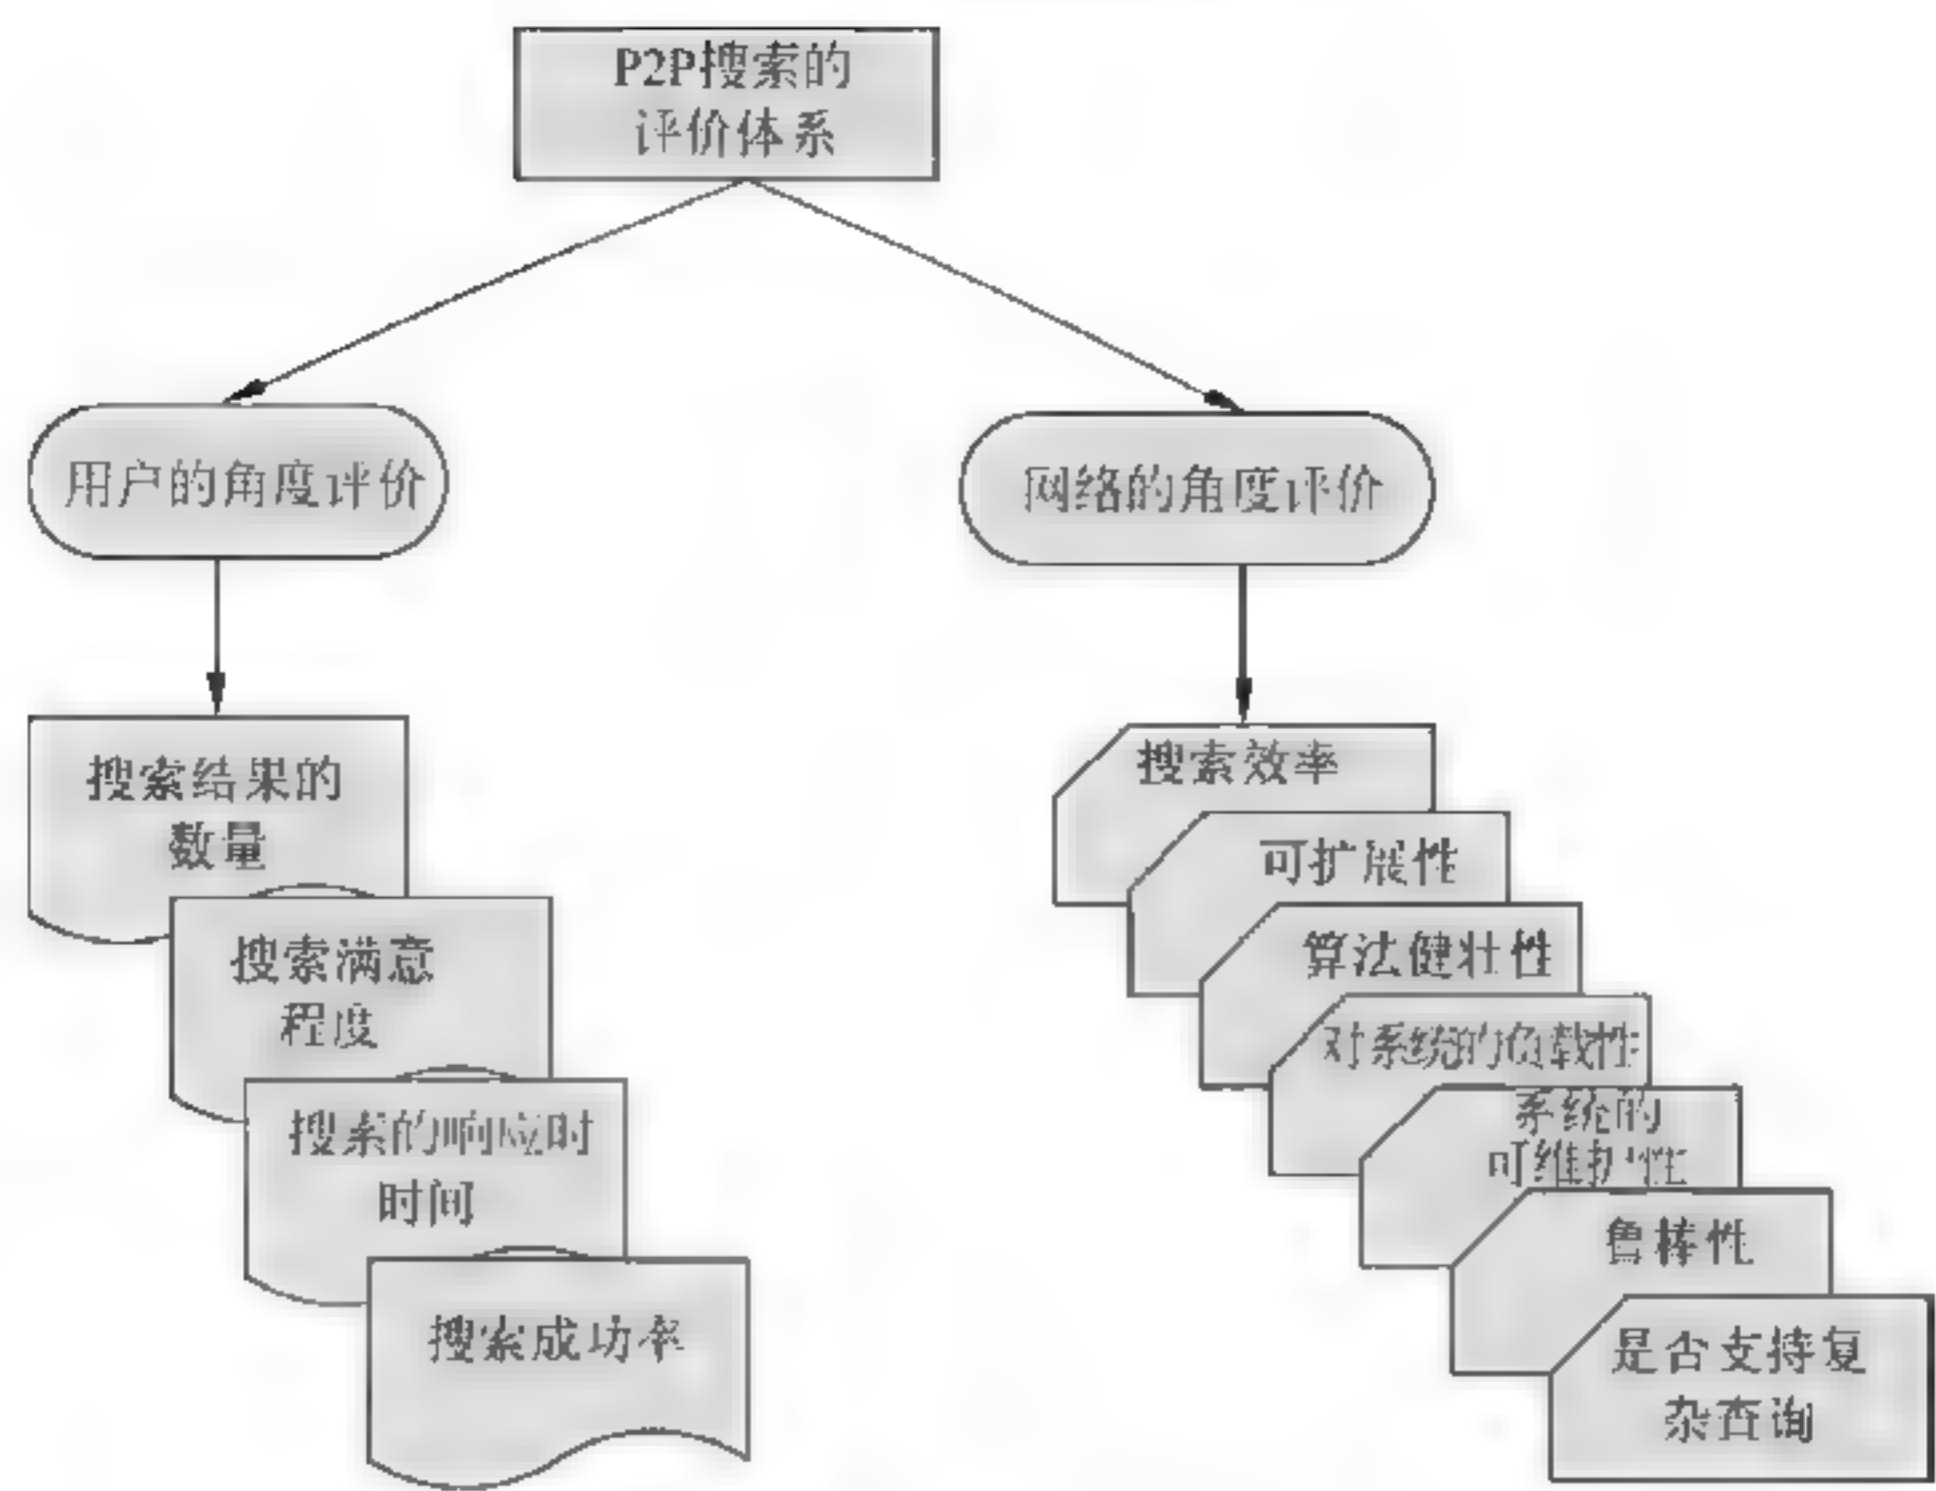 P2P搜索的
评价体系
用户的角度评价
网络的角度评价
搜索结果的
数量
搜索满意
程度
搜索的响应时
时间
搜索成功率
搜索效率
可扩展性
算法健壮性
对系统的负载性
系统的
可维护性
鲁棒性
是否支持复
杂查询